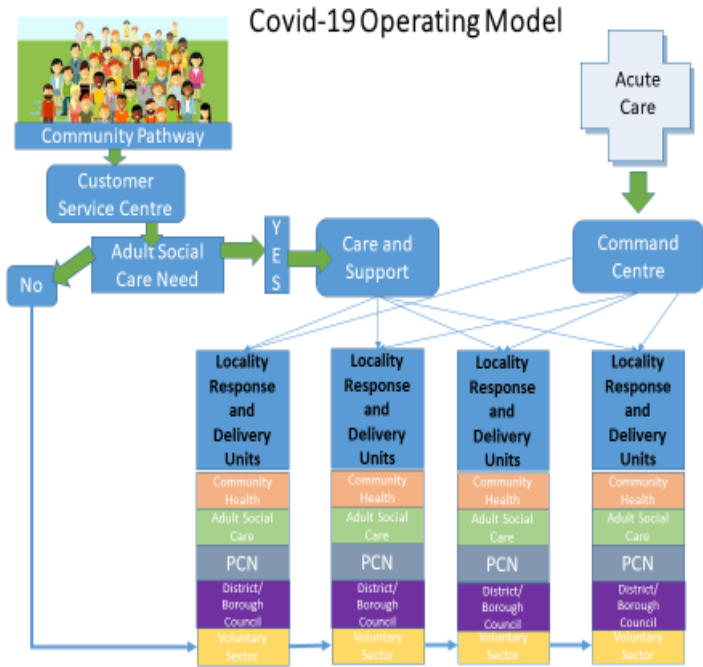 Covid-19 Operating Model
Community Pathway
Acute
Care
Customer
Service Centre
Adult Social
Care Need
Y
E
S
No
Care and
Support
Command
Centre
Locality
Response
and
Delivery
Units
Community
Health
Adult Social
Care
PCN
District/
Borough
Council
Voluntary
Sector
Locality
Response
and
Delivery
Units
Community
Health
Adult Social
Care
PCN
District/
Borough
Council
Voluntary
Sector
Locality
Response
and
Delivery
Units
Community
Health
Adult Social
Care
PCN
District/
Borough
Council
Voluntary
Sector
Locality
Response
and
Delivery
Units
Community
Health
Adult Social
Care
PCN
District/
Borough
Council
Voluntary
Sector